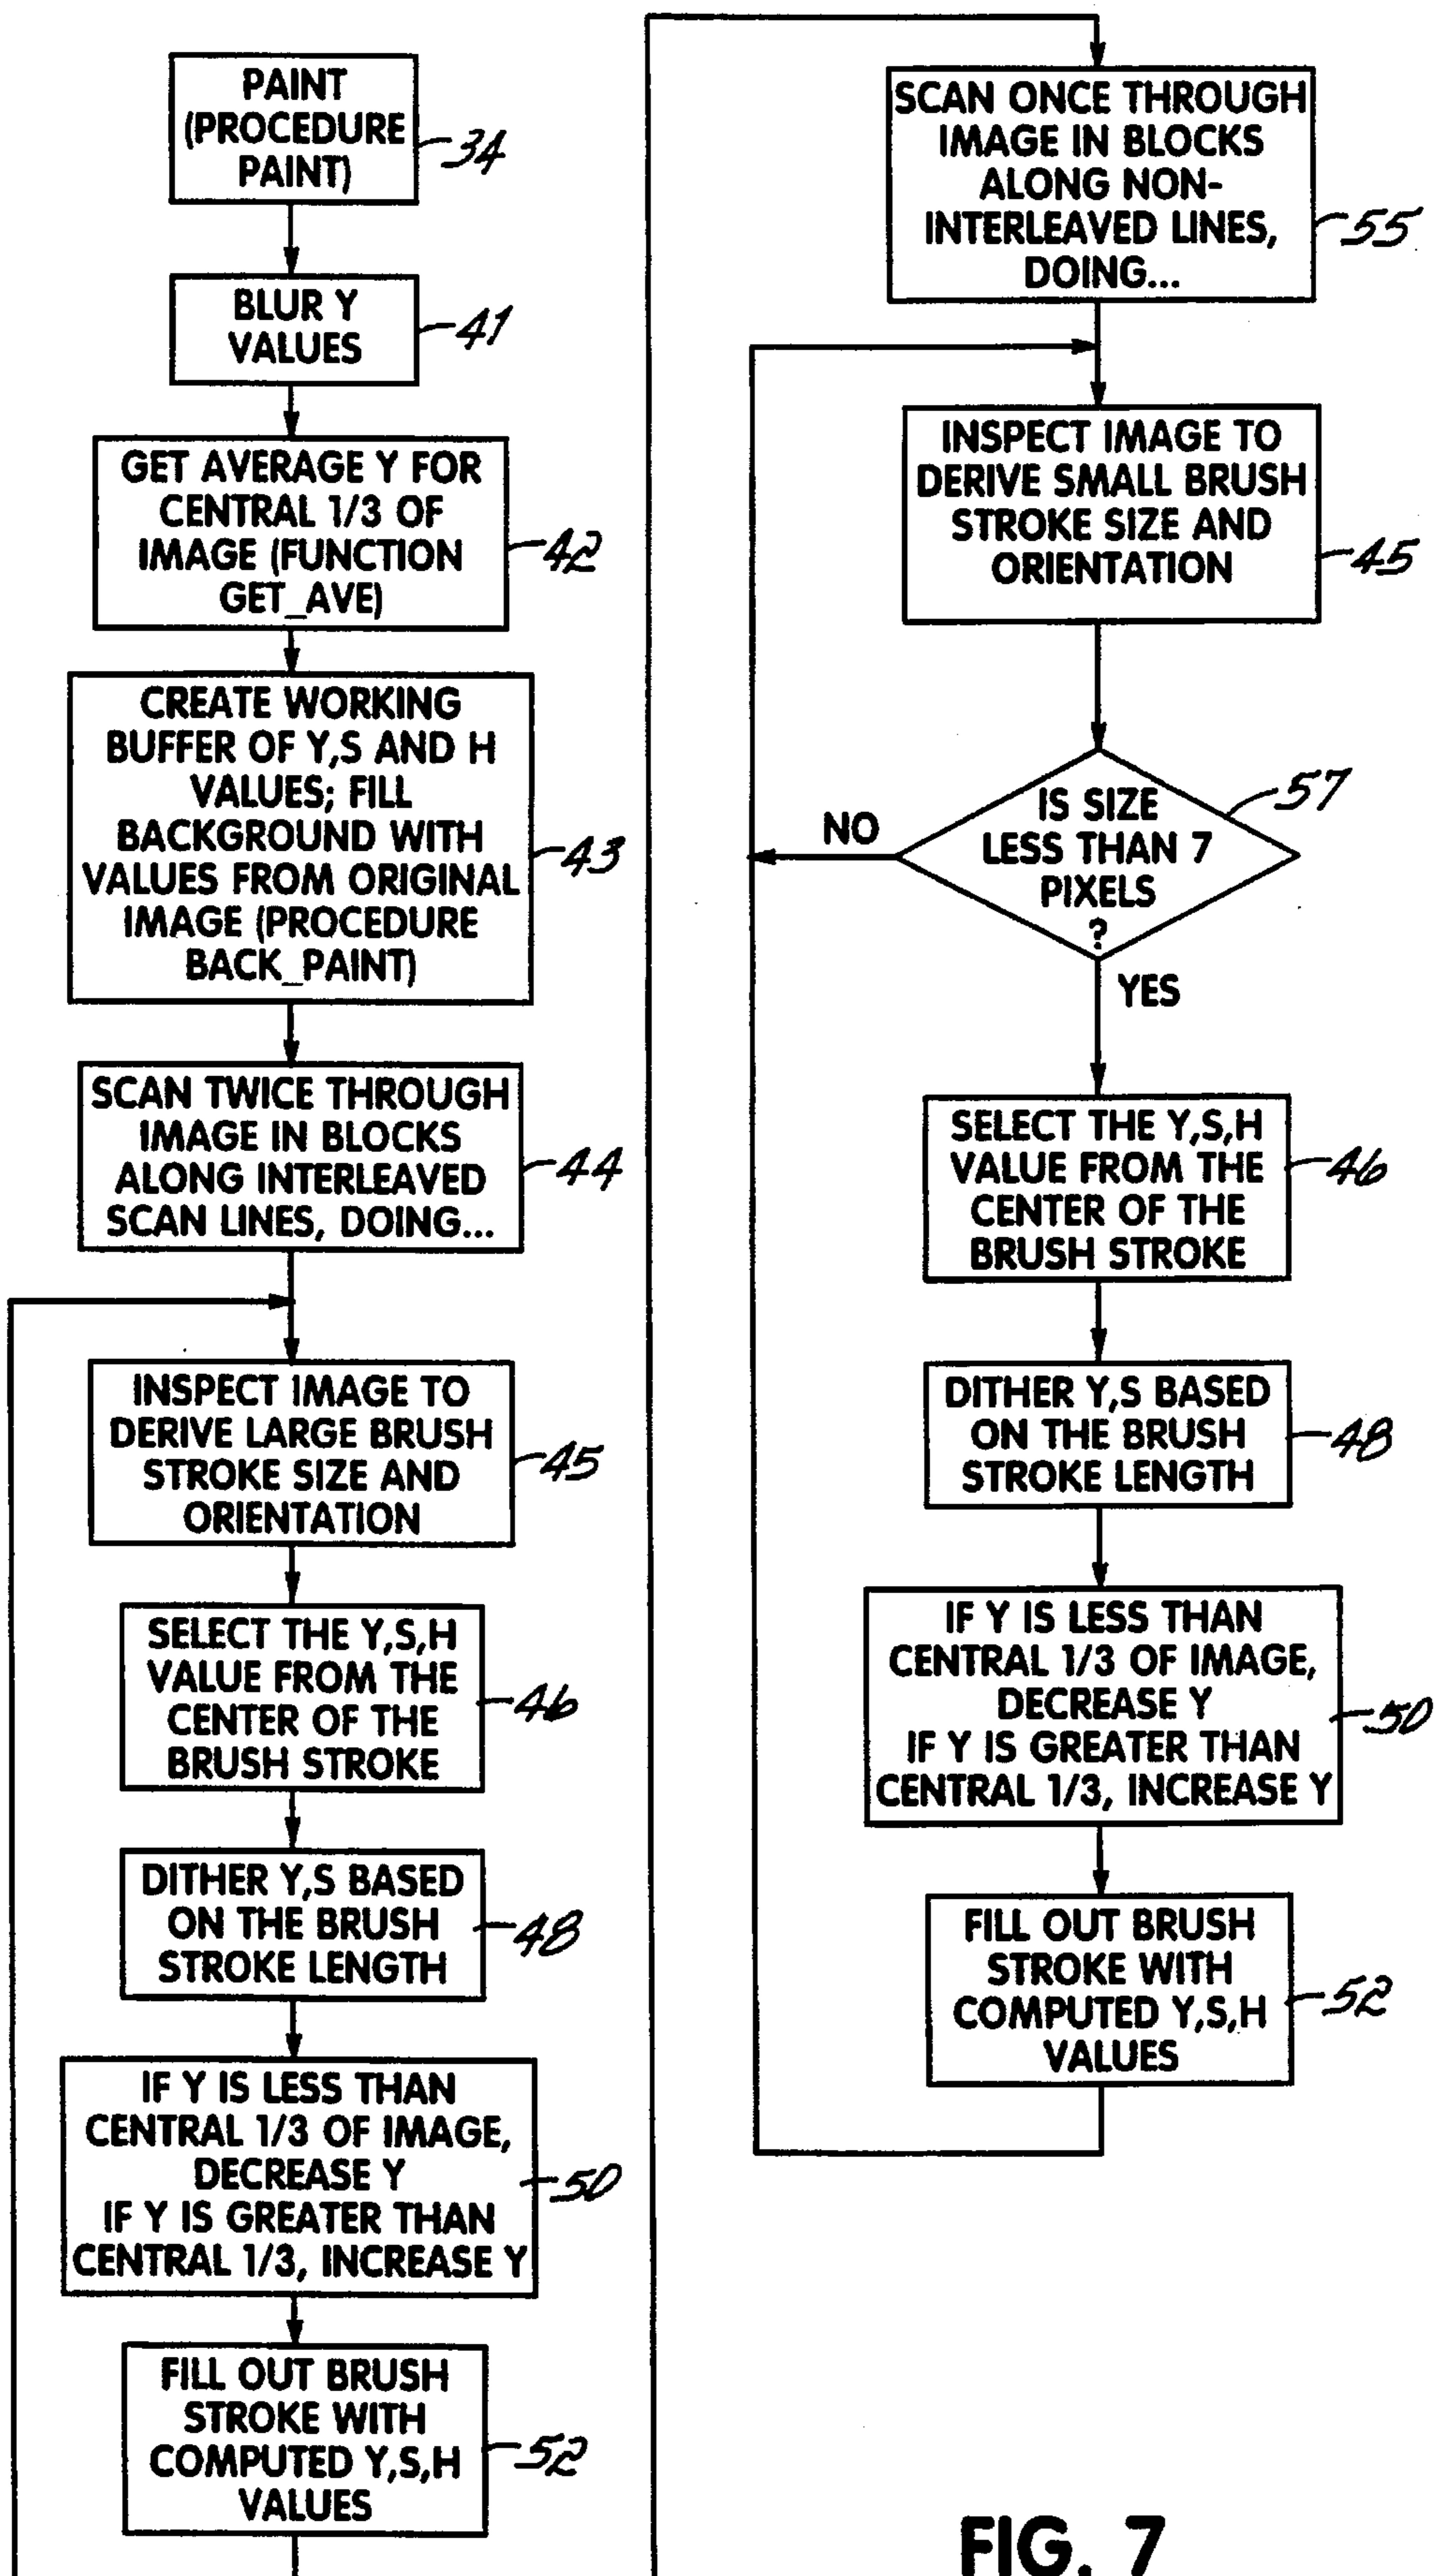 PAINT
(PROCEDURE
PAINT)
34
BLUR Y
VALUES
41
GET AVERAGE Y FOR
CENTRAL 1/3 OF
IMAGE (FUNCTION
GET_AVE)
42
CREATE WORKING
BUFFER OF Y,S AND H
VALUES; FILL
BACKGROUND WITH
VALUES FROM ORIGINAL
IMAGE (PROCEDURE
BACK_PAINT)
43
SCAN TWICE THROUGH
IMAGE IN BLOCKS
ALONG INTERLEAVED
SCAN LINES, DOING...
44
INSPECT IMAGE TO
DERIVE LARGE BRUSH
STROKE SIZE AND
ORIENTATION
45
SELECT THE Y,S,H
VALUE FROM THE
CENTER OF THE
BRUSH STROKE
46
DITHER Y,S BASED
ON THE BRUSH
STROKE LENGTH
48
IF Y IS LESS THAN
CENTRAL 1/3 OF IMAGE,
DECREASE Y
IF Y IS GREATER THAN
CENTRAL 1/3, INCREASE Y
50
FILL OUT BRUSH
STROKE WITH
COMPUTED Y,S,H
VALUES
52
SCAN ONCE THROUGH
IMAGE IN BLOCKS
ALONG NON-
INTERLEAVED LINES,
DOING...
55
INSPECT IMAGE TO
DERIVE SMALL BRUSH
STROKE SIZE AND
ORIENTATION
45
IS SIZE
LESS THAN 7
PIXELS
?
57
NO
YES
SELECT THE Y,S,H
VALUE FROM THE
CENTER OF THE
BRUSH STROKE
46
DITHER Y,S BASED
ON THE BRUSH
STROKE LENGTH
48
IF Y IS LESS THAN
CENTRAL 1/3 OF IMAGE,
DECREASE Y
IF Y IS GREATER THAN
CENTRAL 1/3, INCREASE Y
50
FILL OUT BRUSH
STROKE WITH
COMPUTED Y,S,H
VALUES
52
FIG. 7